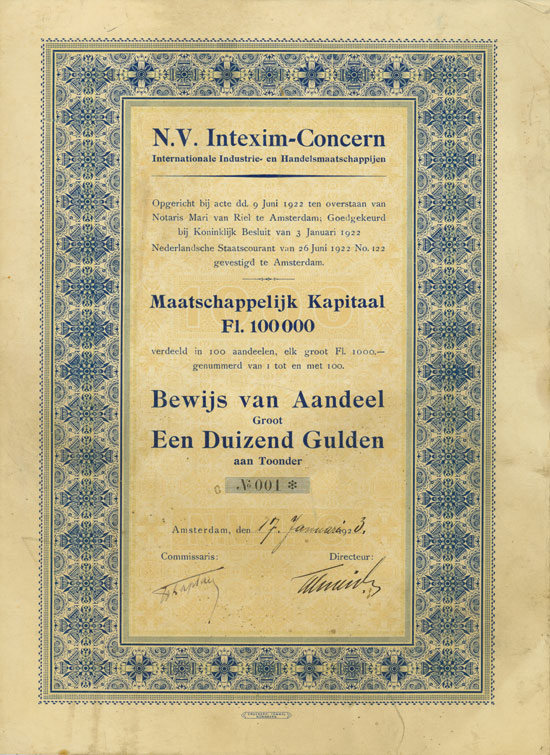 N.V. Intexim-Concern
Internationale Industrie- en Handelsmaatschappijen
Opgericht bij acte dd. 9 Juni 1922 ten overstaan van
Notaris Mari van Riel te Amsterdam; Goedgekeurd
bij Koninklijk Besluit van 3 Januari 1922
Nederlandsche Staatscourant van 26 Juni 1922 No. 122
gevestigd te Amsterdam.
Maatschappelijk Kapitaal
Fl. 100000
verdeeld in 100 aandeelen, elk groot Fl. 1000.—
genummerd van 1 tot en met 100.
Bewijs van Aandeel
Groot
Een Duizend Gulden
aan Toonder
№ 001 *
Amsterdam, den 17. Januari 1923.
Commissaris: Directeur: